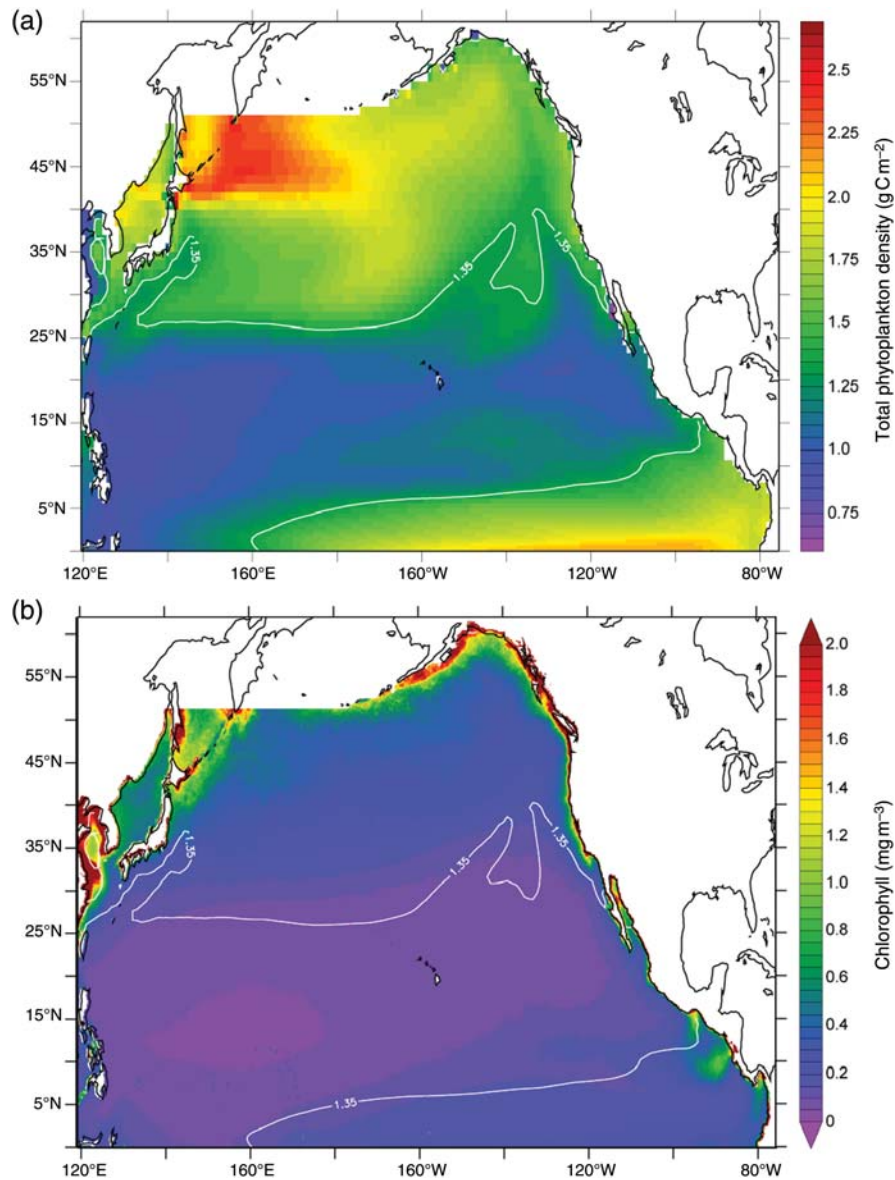 (a)
55°N
45°N
35°N
25°N
15°N
5°N
120°E
160°E
160°W
120°W
80°W
1.35
1.35
1.35
1.35
2.5
2.25
2.0
1.75
1.5
1.25
1.0
0.75
Total phytoplankton density (g C m⁻²)
(b)
55°N
45°N
35°N
25°N
15°N
5°N
120°E
160°E
160°W
120°W
80°W
1.35
1.35
1.35
1.35
2.0
1.8
1.6
1.4
1.2
1.0
0.8
0.6
0.4
0.2
0
Chlorophyll (mg m⁻³)